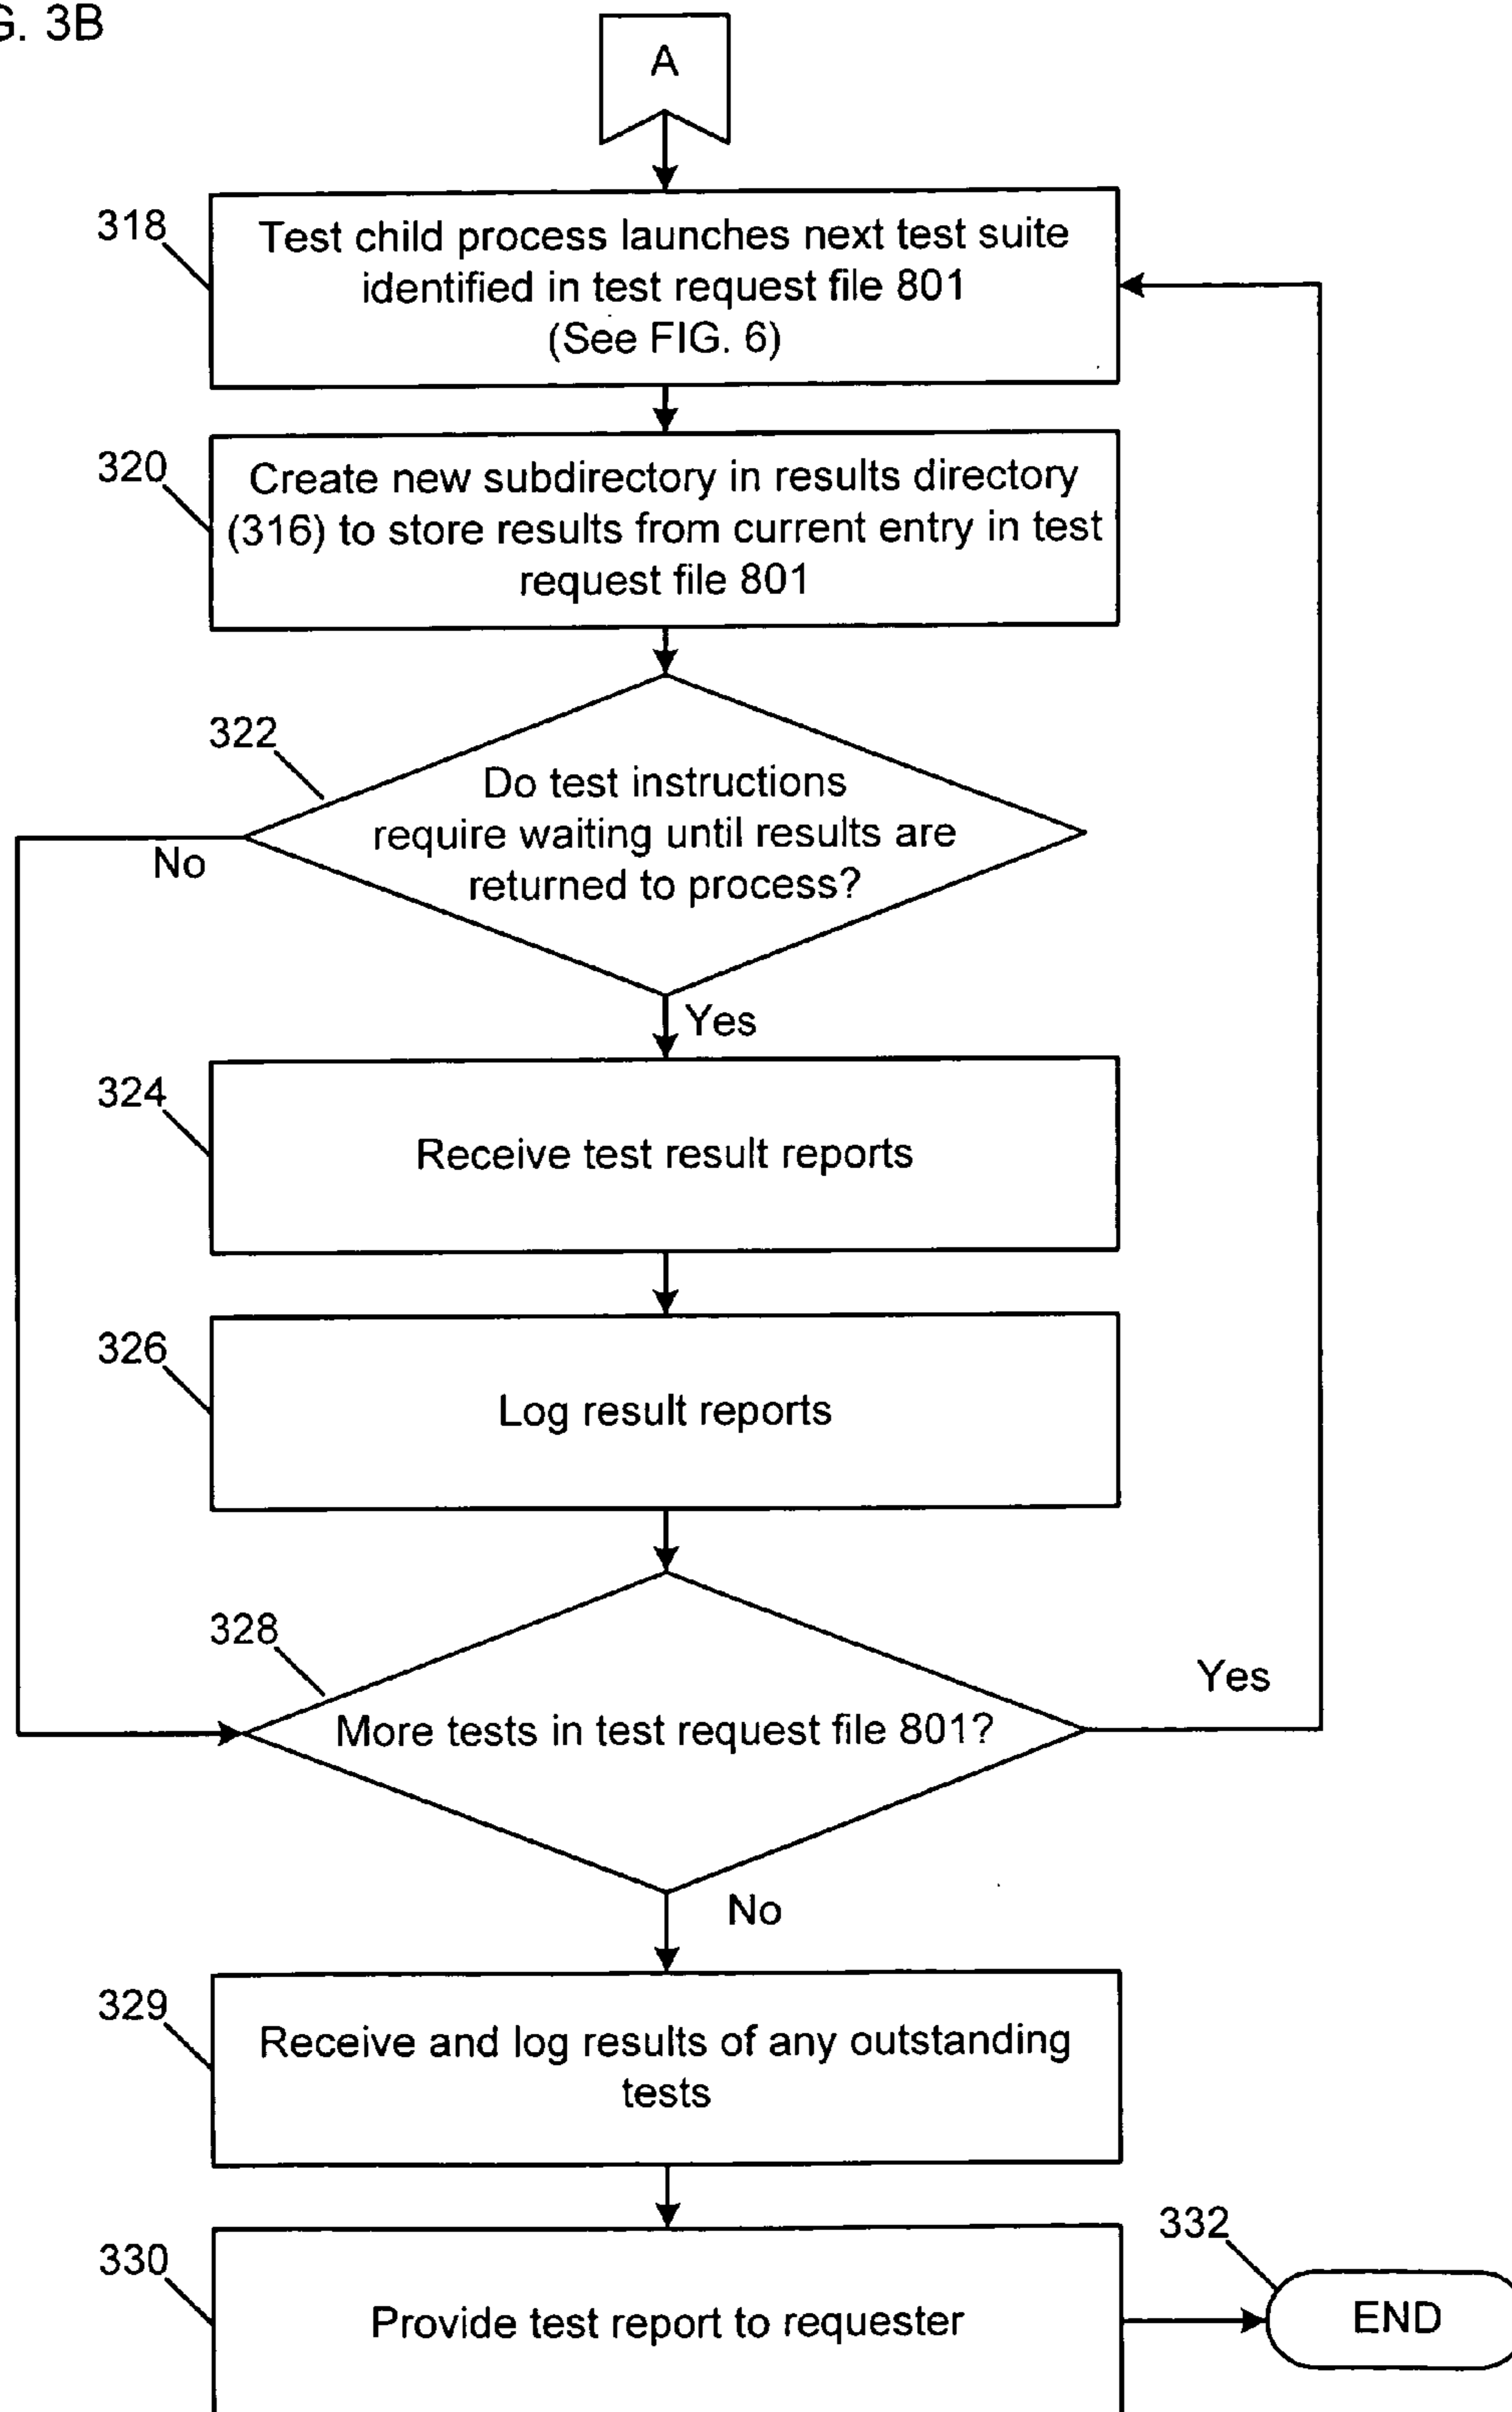 G. 3B
A
318
Test child process launches next test suite
identified in test request file 801
(See FIG. 6)
320
Create new subdirectory in results directory
(316) to store results from current entry in test
request file 801
322
Do test instructions
require waiting until results are
returned to process?
No
Yes
324
Receive test result reports
326
Log result reports
328
More tests in test request file 801?
Yes
No
329
Receive and log results of any outstanding
tests
330
Provide test report to requester
332
END